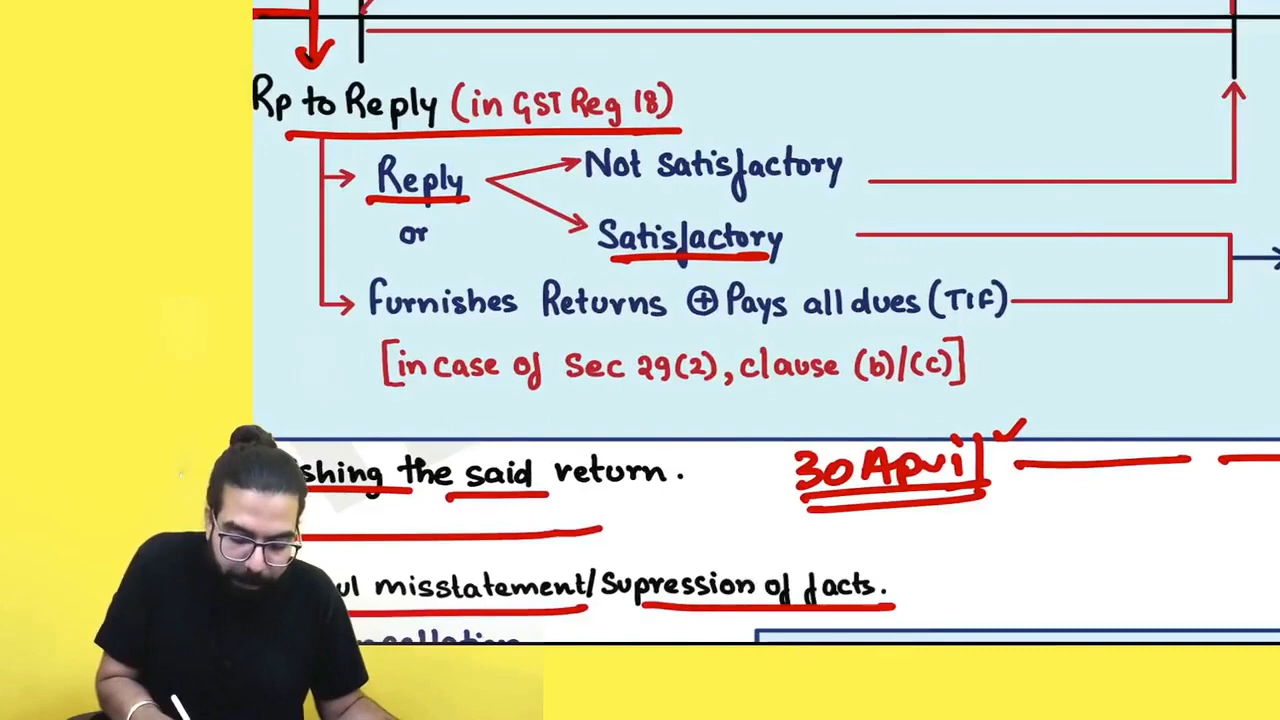 Rp to Reply (in GST Reg 18)
Reply
Not satisfactory
or
Satisfactory
Furnishes Returns ⊕ Pays all dues (TIF)
[in case of Sec 29(2), clause (b)/(c)]
shing the said return.
30 April
ul misstatement/Supression of facts.